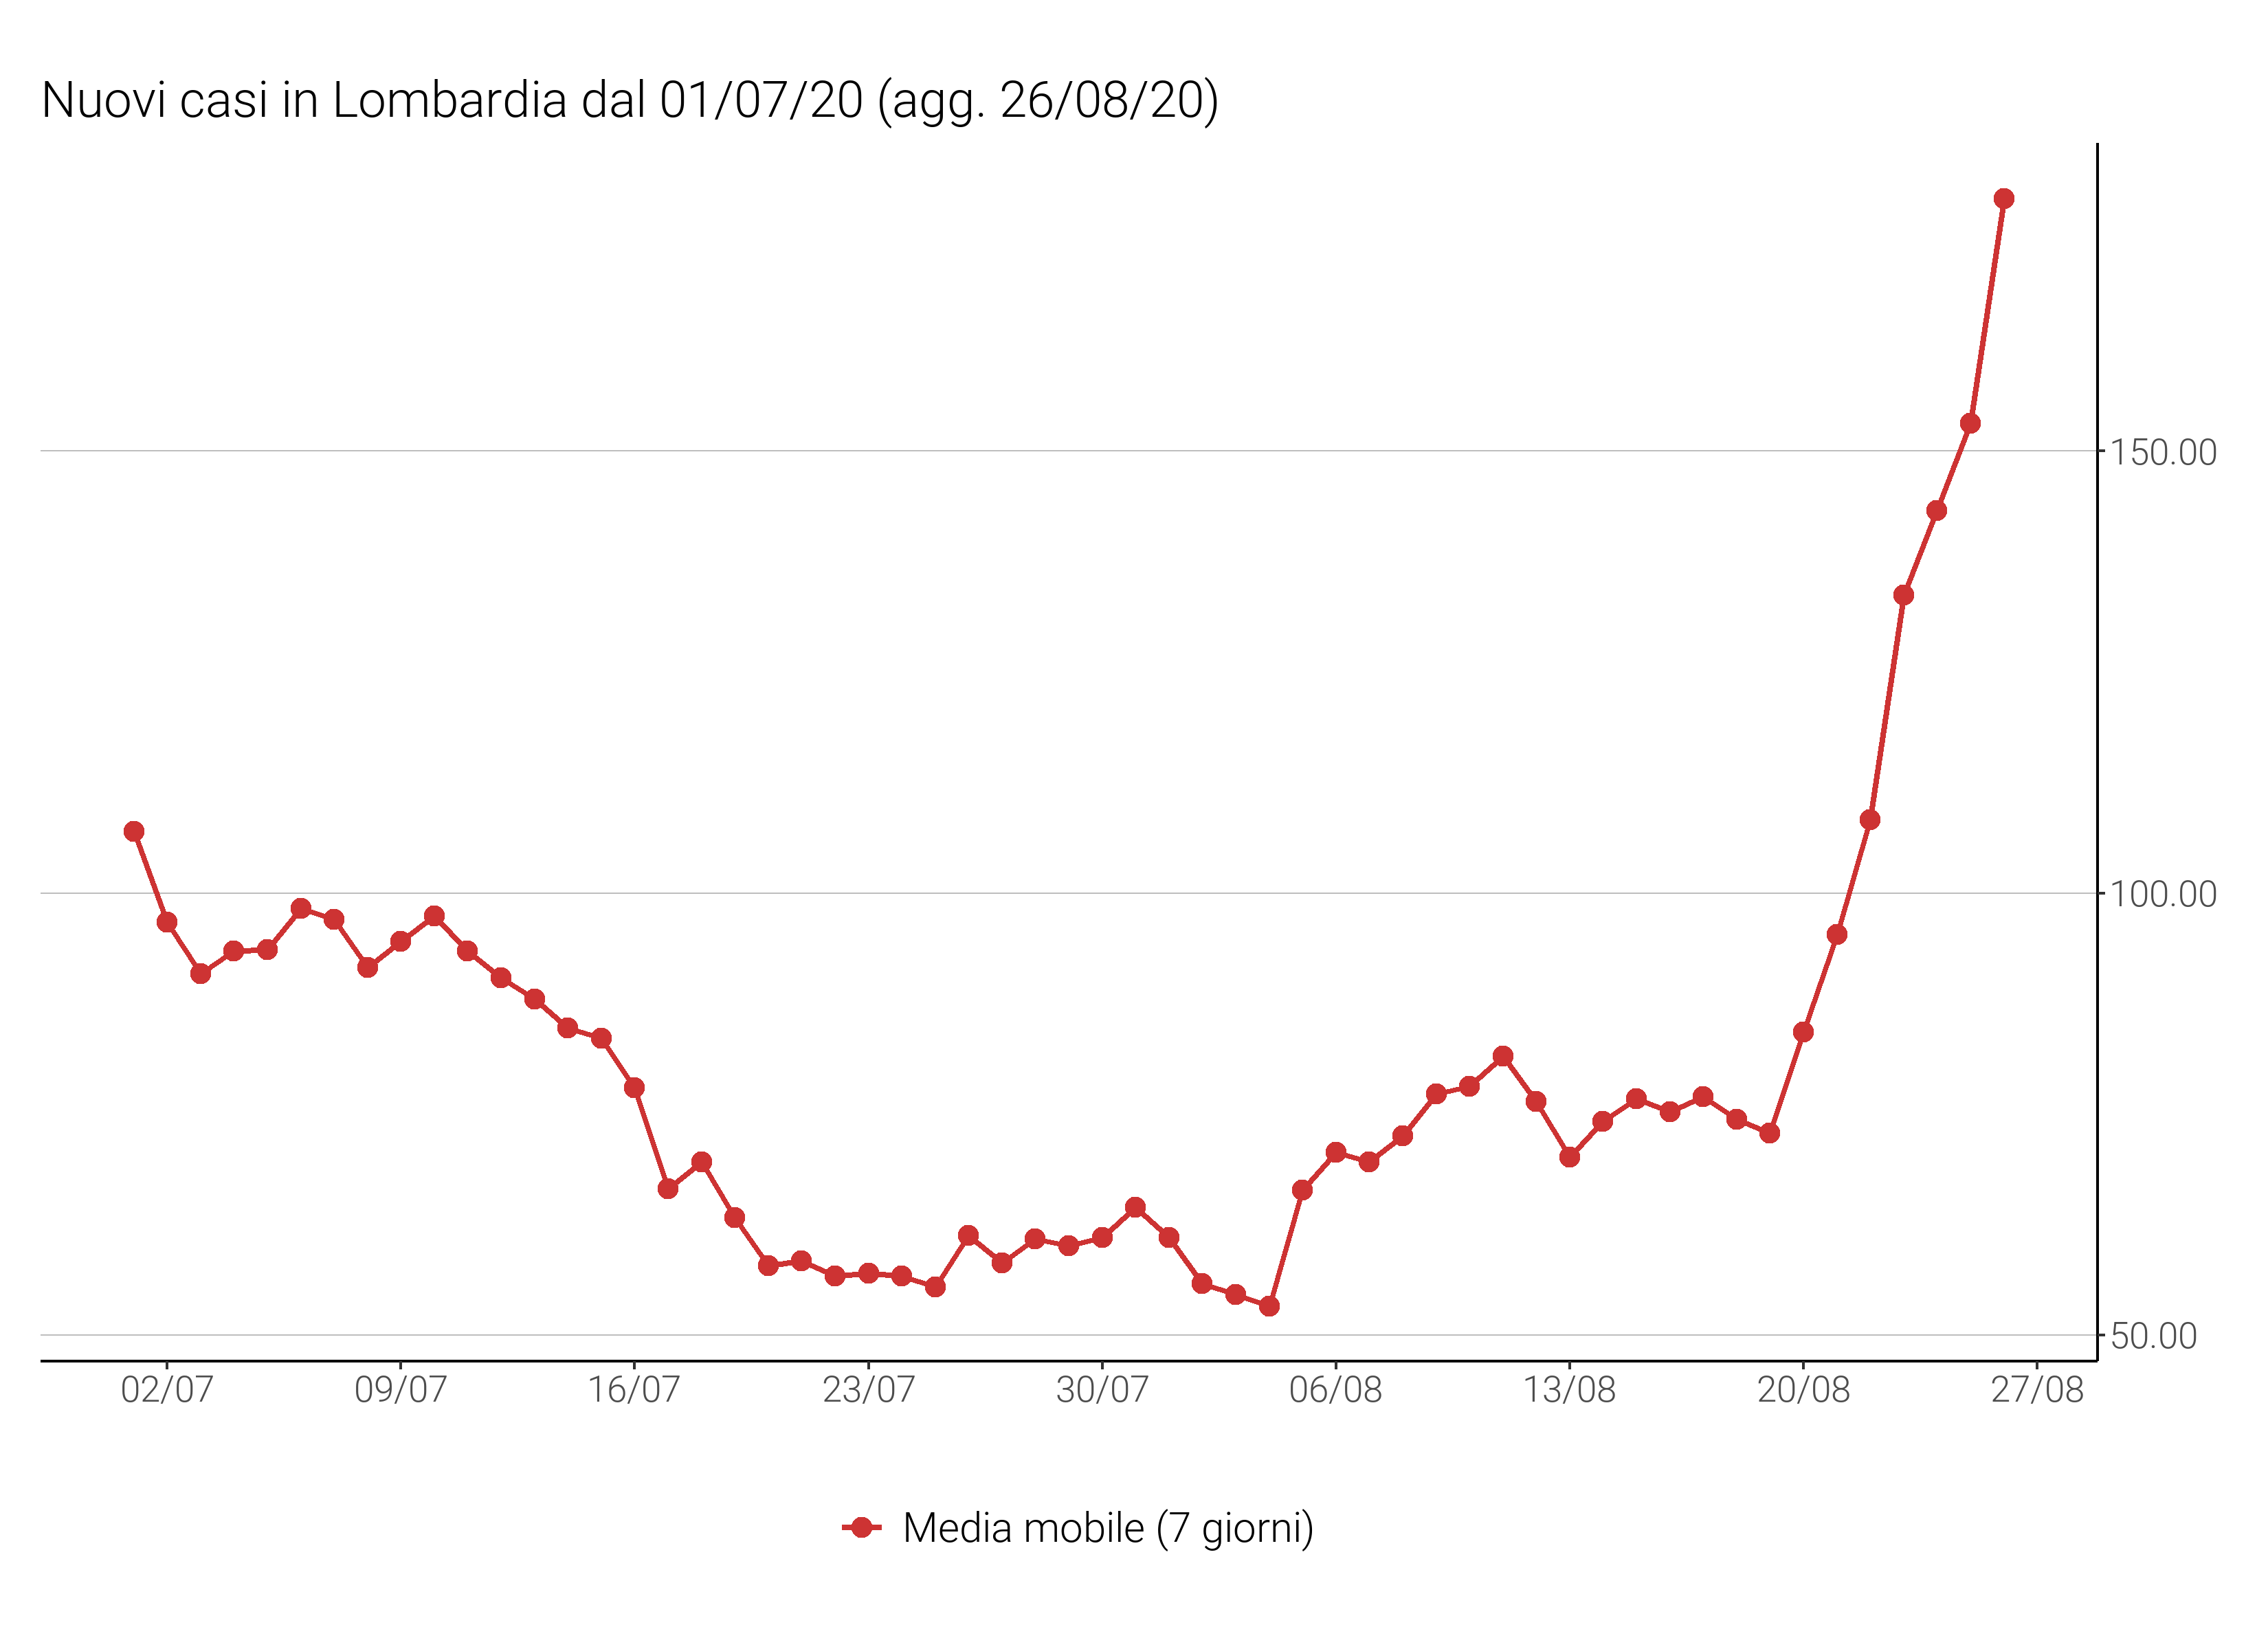 Nuovi casi in Lombardia dal 01/07/20 (agg. 26/08/20)
150.00
100.00
50.00
02/07 09/07 16/07 23/07 30/07 06/08 13/08 20/08 27/08
Media mobile (7 giorni)